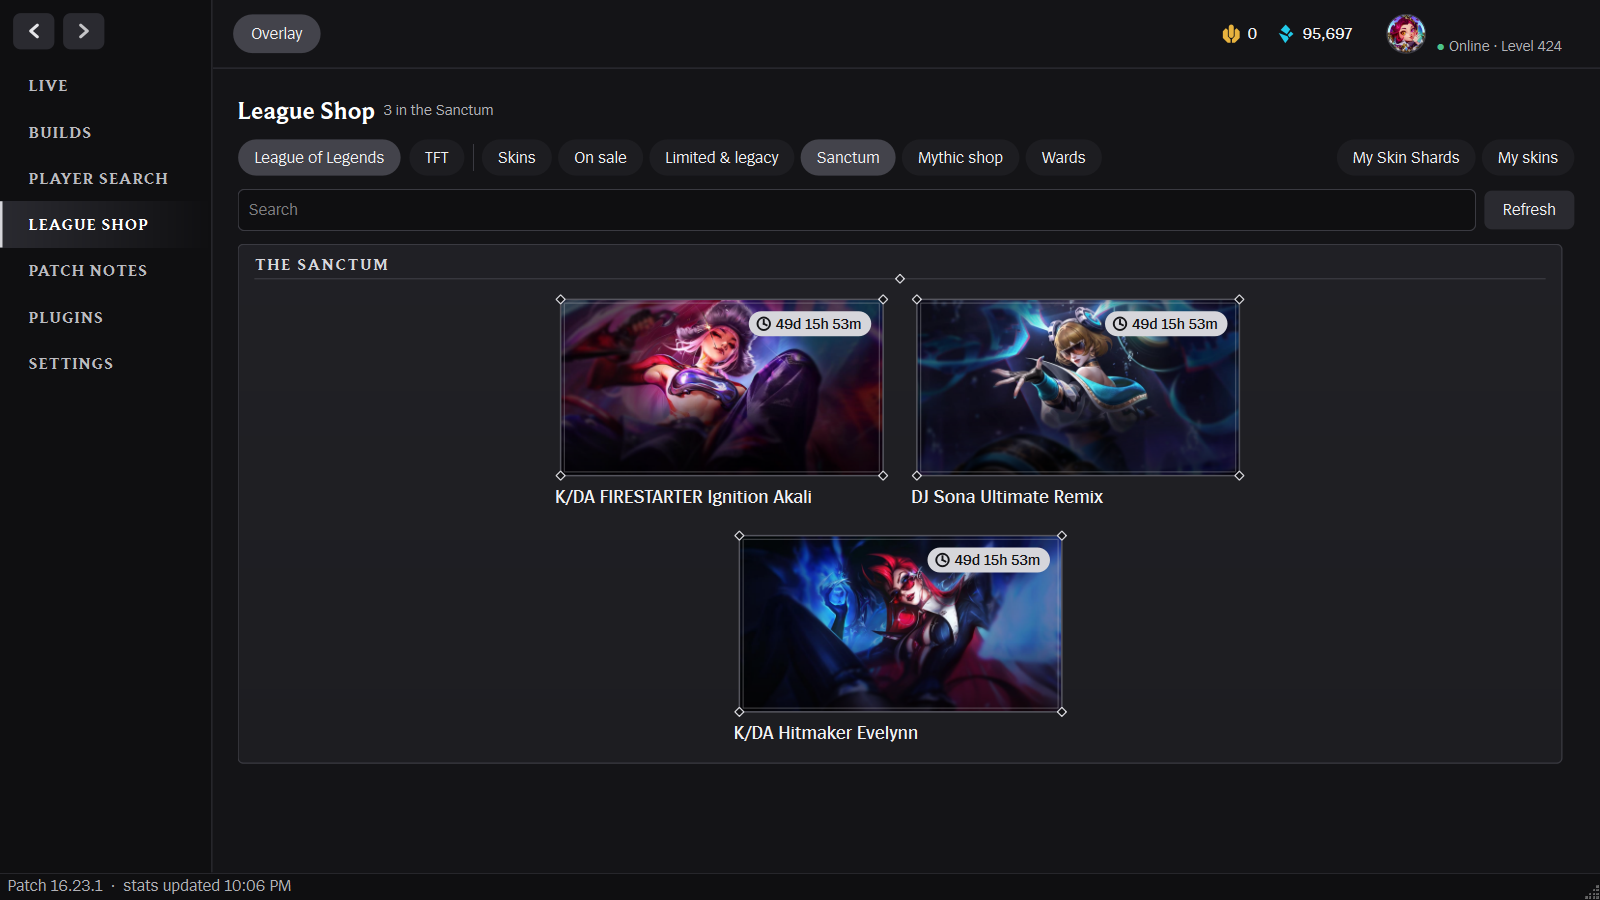 Overlay
0
95,697
Online · Level 424
LIVE
BUILDS
PLAYER SEARCH
LEAGUE SHOP
PATCH NOTES
PLUGINS
SETTINGS
League Shop 3 in the Sanctum
League of Legends
TFT
Skins
On sale
Limited & legacy
Sanctum
Mythic shop
Wards
My Skin Shards
My skins
Search
Refresh
THE SANCTUM
49d 15h 53m
K/DA FIRESTARTER Ignition Akali
49d 15h 53m
DJ Sona Ultimate Remix
49d 15h 53m
K/DA Hitmaker Evelynn
Patch 16.23.1 · stats updated 10:06 PM